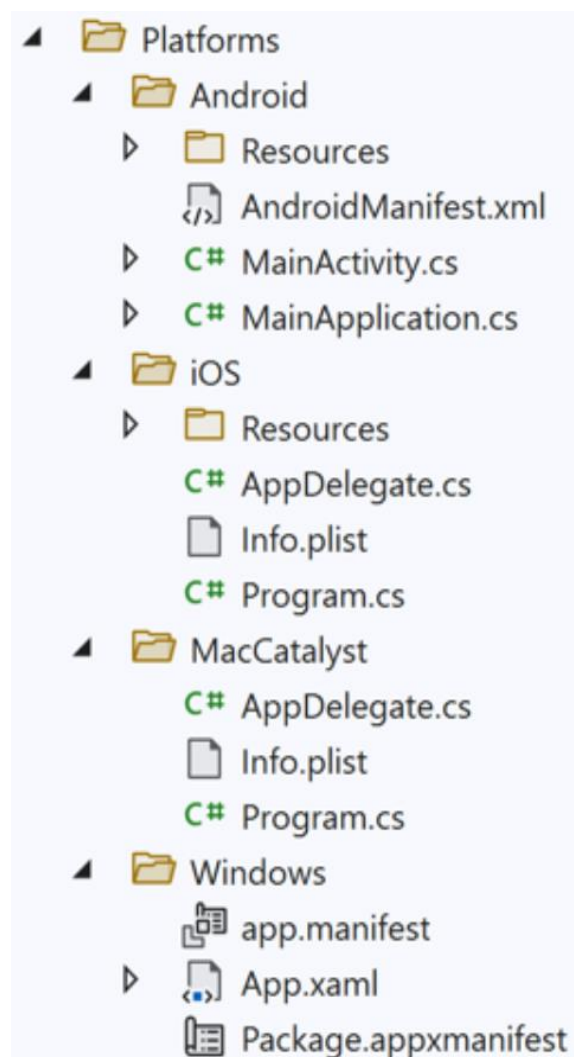 Platforms
Android
Resources
AndroidManifest.xml
C# MainActivity.cs
C# MainApplication.cs
iOS
Resources
C# AppDelegate.cs
Info.plist
C# Program.cs
MacCatalyst
C# AppDelegate.cs
Info.plist
C# Program.cs
Windows
app.manifest
App.xaml
Package.appxmanifest